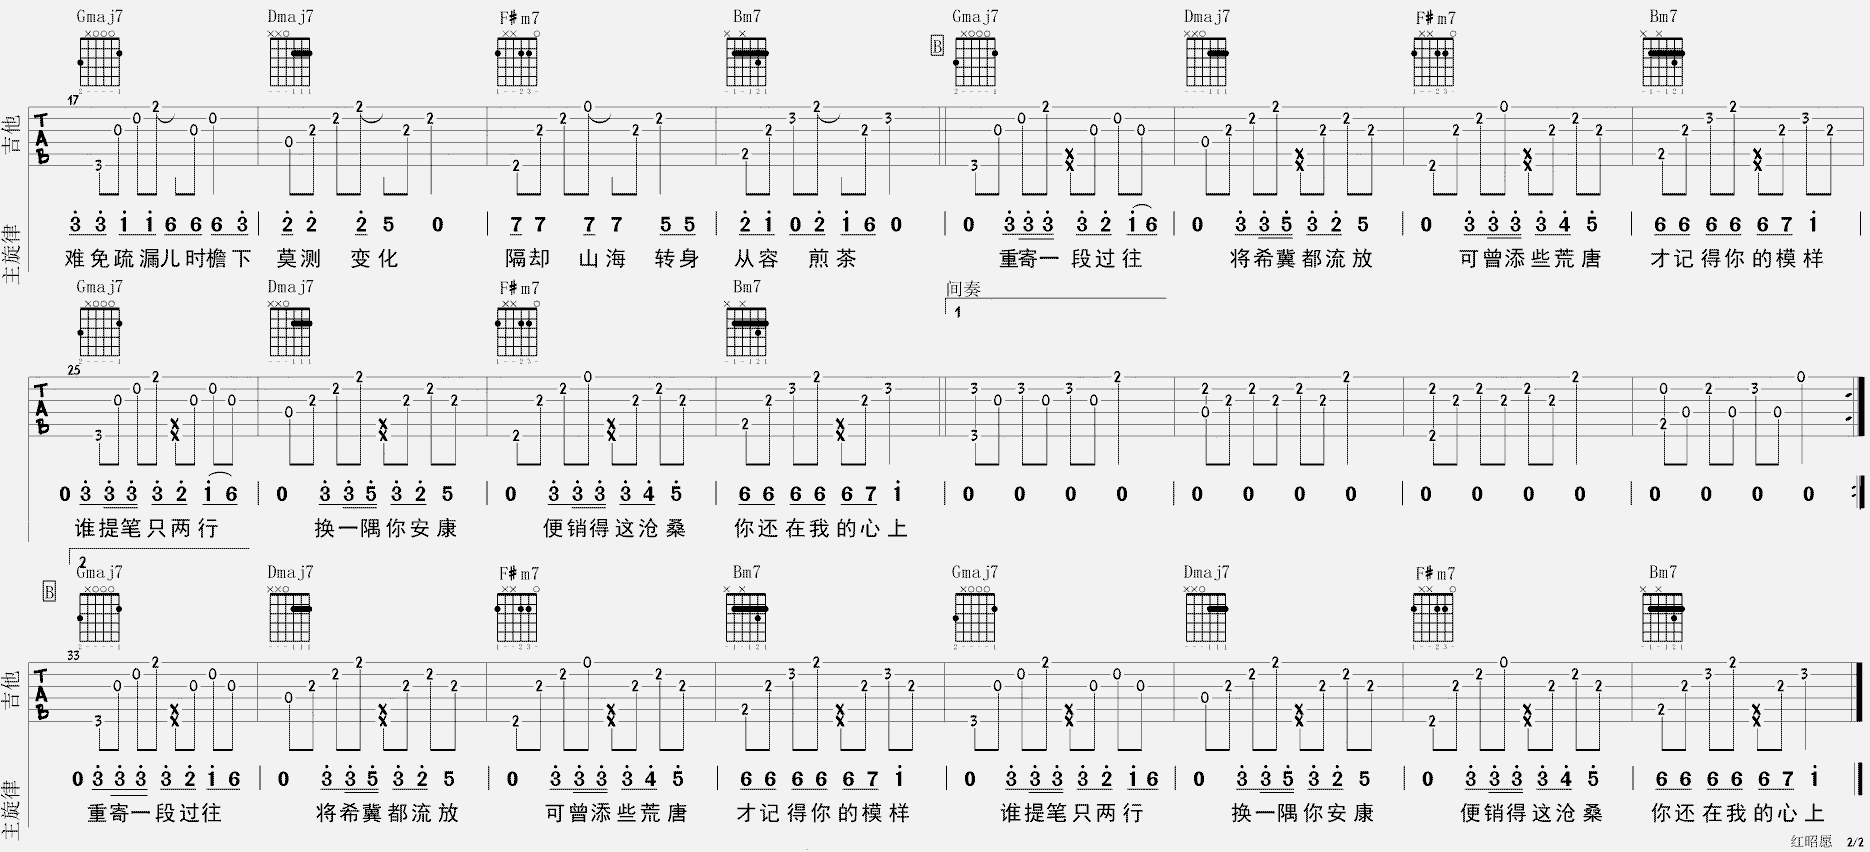 Gmaj7 Dmaj7 F#m7 Bm7 B Gmaj7 Dmaj7 F#m7 Bm7
17
吉他 TAB
主旋律 3 3 1 1 6 6 6 3 | 2 2 2 5 0 | 7 7 7 7 5 5 | 2 1 0 2 1 6 0 | 0 3 3 3 3 2 1 6 | 0 3 3 5 3 2 5 | 0 3 3 3 3 4 5 | 6 6 6 6 6 7 1 |
难免疏漏儿时檐下 莫测 变化 隔却 山海 转身 从容 煎茶 重寄一段过往 将希冀都流放 可曾添些荒唐 才记得你的模样
Gmaj7 Dmaj7 F#m7 Bm7 间奏
1
25
TAB
0 3 3 3 3 2 1 6 | 0 3 3 5 3 2 5 | 0 3 3 3 3 4 5 | 6 6 6 6 6 7 1 | 0 0 0 0 | 0 0 0 0 | 0 0 0 0 | 0 0 0 0
谁提笔只两行 换一隅你安康 便销得这沧桑 你还在我的心上
2
B Gmaj7 Dmaj7 F#m7 Bm7 Gmaj7 Dmaj7 F#m7 Bm7
33
吉他 TAB
主旋律 0 3 3 3 3 2 1 6 | 0 3 3 5 3 2 5 | 0 3 3 3 3 4 5 | 6 6 6 6 6 7 1 | 0 3 3 3 3 2 1 6 | 0 3 3 5 3 2 5 | 0 3 3 3 3 4 5 | 6 6 6 6 6 7 1
重寄一段过往 将希冀都流放 可曾添些荒唐 才记得你的模样 谁提笔只两行 换一隅你安康 便销得这沧桑 你还在我的心上
红昭愿 2/2